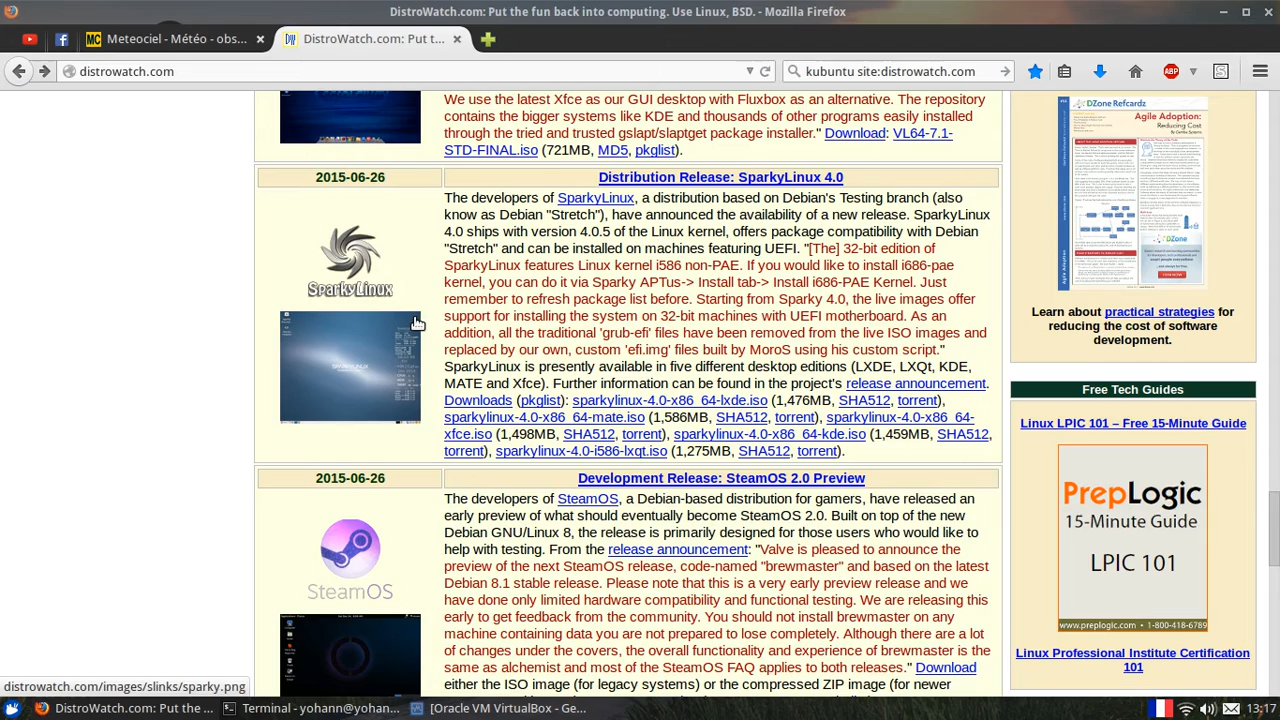 DistroWatch.com: Put the fun back into computing. Use Linux, BSD. - Mozilla Firefox
Meteociel - Météo - obs...
DistroWatch.com: Put t...
distrowatch.com
kubuntu site:distrowatch.com
We use the latest Xfce as our GUI desktop with Fluxbox as an alternative. The repository
contains the bigger systems like KDE and thousands of other programs easily installed
the tried and trusted gslapt/slaptget package installer." Download: VL64-7.1-
FINAL.iso (721MB, MD5, pkglist).
2015-06-26
Distribution Release: SparkyLinux 4.0
The developers of SparkyLinux, a distribution based on Debian's Testing branch (also
as Debian "Stretch"), have announced the availability of a new release. SparkyLinux
4.0 ships with version 4.0.5 of the Linux kernel, offers package compatibility with Debian
and can be installed on machines featuring UEFI. "The 32-bit version of
features Linux kernel i586 non-PAE. If you would like to install 686-pae
you can do it via Sparky APTus-> Install-> Install i686-PAE Kernel. Just
to refresh package list before. Starting from Sparky 4.0, the iso images offer
support for installing the system on 32-bit machines with UEFI motherboard. As an
addition, all the traditional 'grub-efi' files have been removed from the live ISO images and
replaced by our own, custom 'efi.img' files built by MoroS using his custom script."
SparkyLinux is presently available in five different desktop editions (LXDE, LXQt, KDE,
MATE and Xfce). Further information can be found in the project's release announcement.
Downloads (pkglist): sparkylinux-4.0-x86_64-lxde.iso (1,476MB, SHA512, torrent),
sparkylinux-4.0-x86_64-mate.iso (1,586MB, SHA512, torrent), sparkylinux-4.0-x86_64-
xfce.iso (1,498MB, SHA512, torrent), sparkylinux-4.0-x86_64-kde.iso (1,459MB, SHA512,
torrent), sparkylinux-4.0-i586-lxqt.iso (1,275MB, SHA512, torrent).
SparkyLinux
2015-06-26
Development Release: SteamOS 2.0 Preview
The developers of SteamOS, a Debian-based distribution for gamers, have released an
early preview of what should eventually become SteamOS 2.0. Built on top of the new
Debian GNU/Linux 8, the release is primarily designed for those users who would like to
help with testing. From the release announcement: "Valve is pleased to announce the
preview of the next SteamOS release, code-named "brewmaster" and based on the latest
Debian 8.1 stable release. Please note that this is a very early preview release and we
have done only limited hardware compatibility and functional testing. We are releasing this
early to get feedback from the community. You should not install brewmaster on any
containing data you are not prepared to lose completely. Although there are a lot
of changes under the covers, the overall functionality and experience of brewmaster is the
same as alchemist and most of the SteamOS FAQ applies to both releases." Download
either the ISO image (for legacy systems) or the compressed ZIP image (for newer
SteamOS
DZone Refcardz
Agile Adoption:
Reducing Cost
DZone
Learn about practical strategies for
reducing the cost of software
development.
Free Tech Guides
Linux LPIC 101 – Free 15-Minute Guide
PrepLogic
15-Minute Guide
LPIC 101
www.preplogic.com • 1-800-418-6789
Linux Professional Institute Certification
101
distrowatch.com/images/slinks/sparky.png
DistroWatch.com: Put the ...
Terminal - yohann@yohan...
[Oracle VM VirtualBox - Ge...
13:17